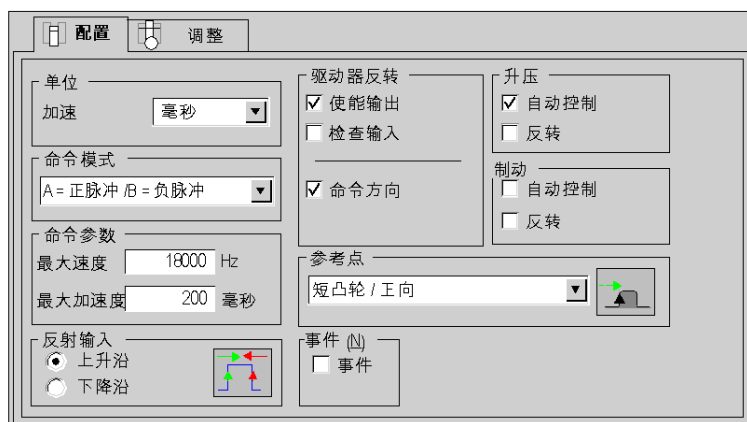 配置
调整
单位
加速
毫秒
命令模式
A = 正脉冲 /B = 负脉冲
命令参数
最大速度
18000
Hz
最大加速度
200
毫秒
反射输入
上升沿
下降沿
驱动器反转
使能输出
检查输入
命令方向
升压
自动控制
反转
制动
自动控制
反转
参考点
短凸轮 / 王向
事件 (N)
事件